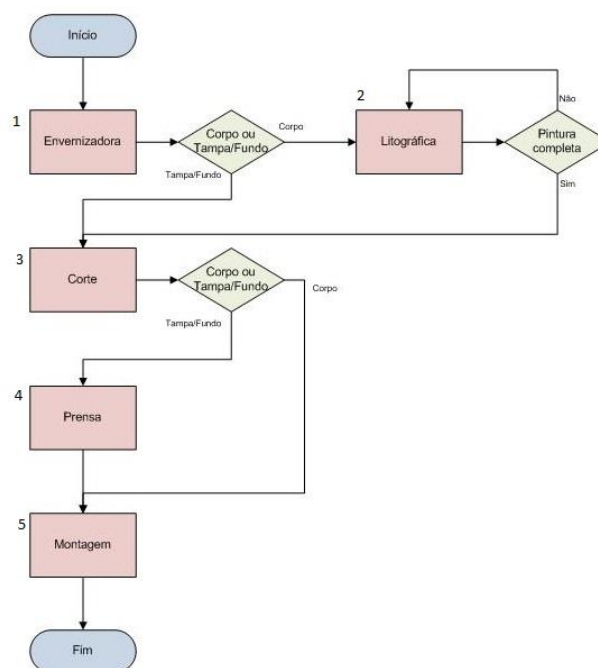 Início
1
Envernizadora
Corpo ou
Tampa/Fundo
Corpo
Tampa/Fundo
2
Litográfica
Não
Pintura
completa
Sim
3
Corte
Corpo ou
Tampa/Fundo
Corpo
Tampa/Fundo
4
Prensa
5
Montagem
Fim